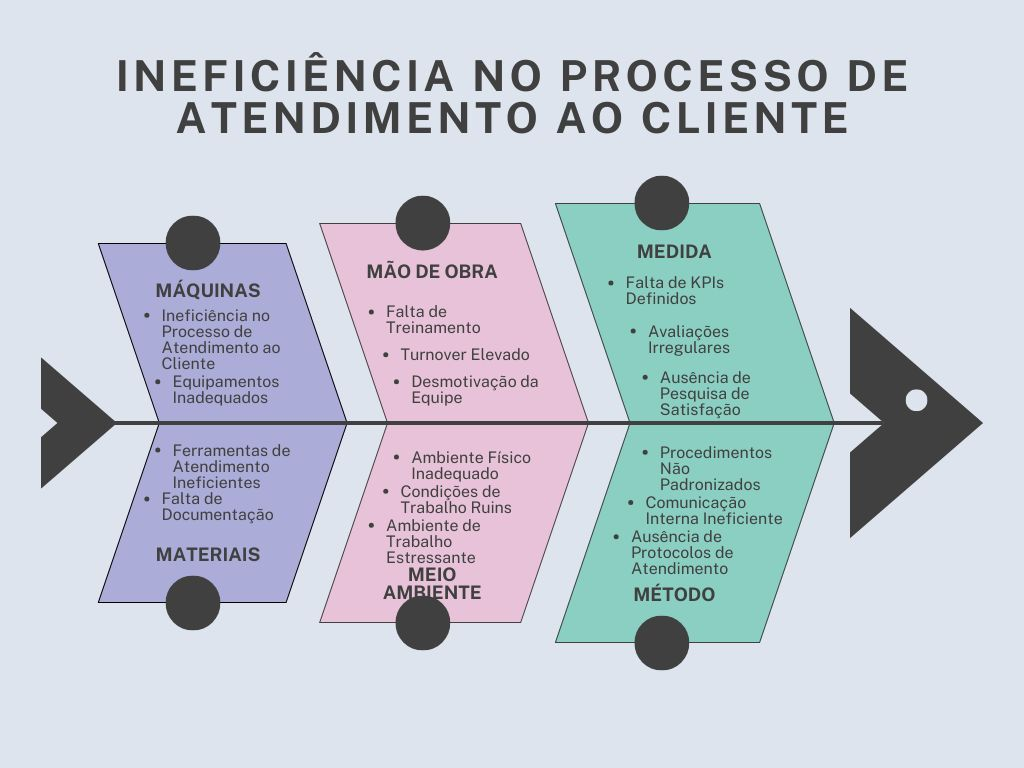 INEFICIÊNCIA NO PROCESSO DE
ATENDIMENTO AO CLIENTE
MÁQUINAS
• Ineficiência no
Processo de
Atendimento ao
Cliente
• Equipamentos
Inadequados
MÃO DE OBRA
• Falta de
Treinamento
• Turnover Elevado
• Desmotivação da
Equipe
MEDIDA
• Falta de KPIs
Definidos
• Avaliações
Irregulares
• Ausência de
Pesquisa de
Satisfação
• Ferramentas de
Atendimento
Ineficientes
• Falta de
Documentação
MATERIAIS
• Ambiente Físico
Inadequado
• Condições de
Trabalho Ruins
• Ambiente de
Trabalho
Estressante
MEIO
AMBIENTE
• Procedimentos
Não
Padronizados
• Comunicação
Interna Ineficiente
• Ausência de
Protocolos de
Atendimento
MÉTODO